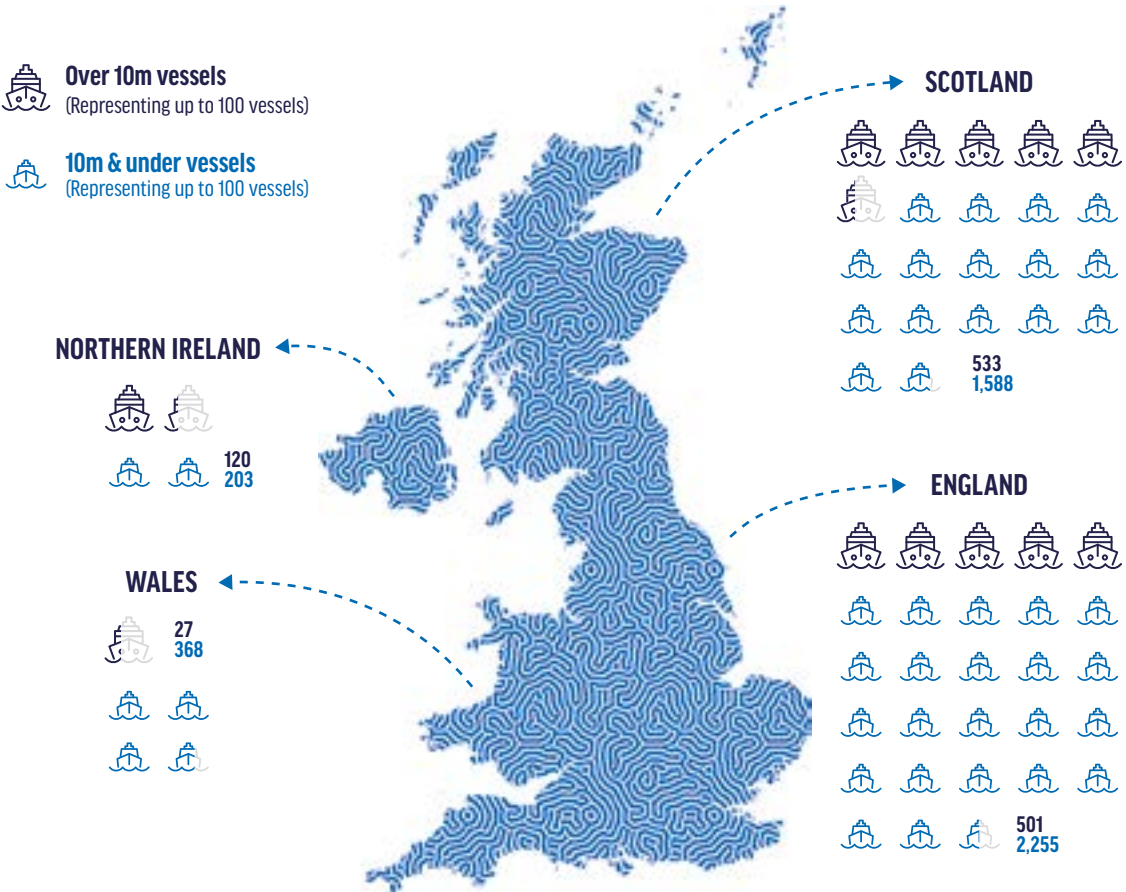 Over 10m vessels
(Representing up to 100 vessels)
10m & under vessels
(Representing up to 100 vessels)
SCOTLAND
533
1,588
NORTHERN IRELAND
120
203
ENGLAND
501
2,255
WALES
27
368